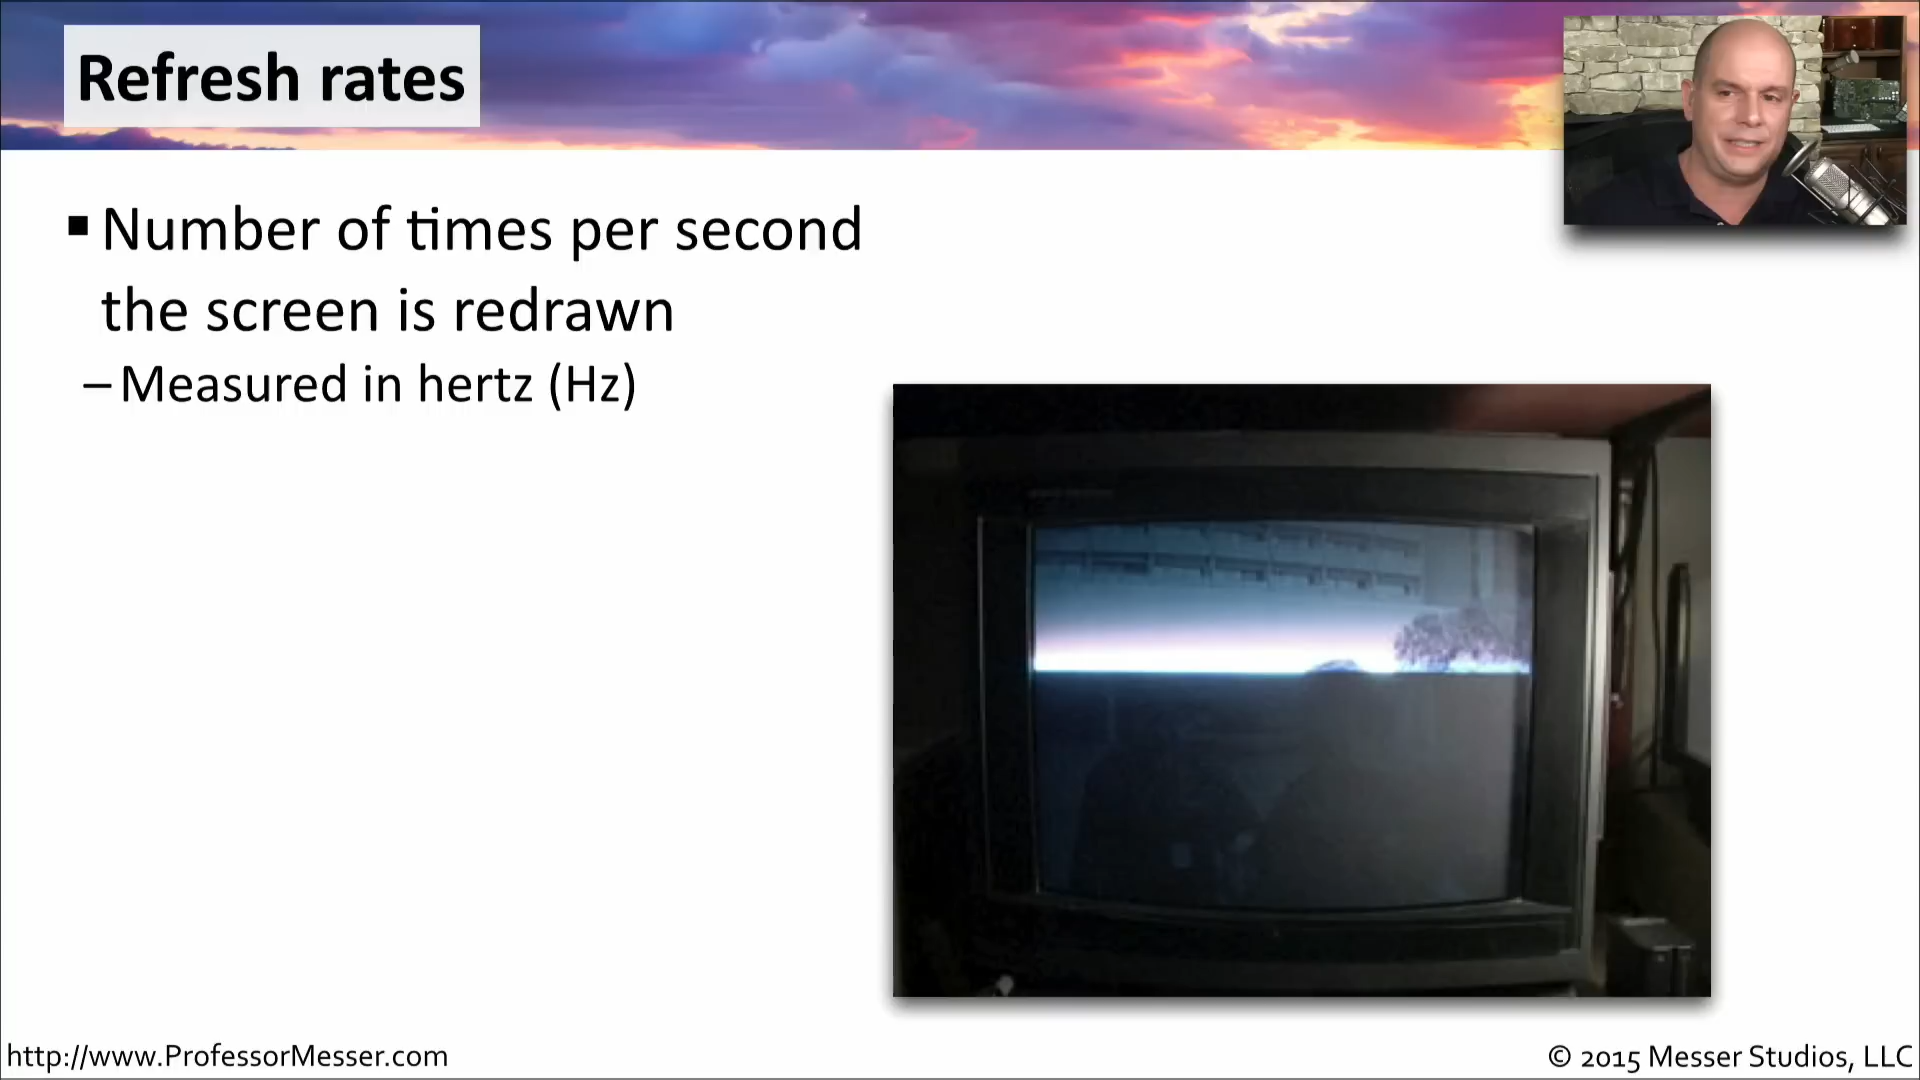 Refresh rates
▪ Number of times per second
the screen is redrawn
– Measured in hertz (Hz)
http://www.ProfessorMesser.com
© 2015 Messer Studios, LLC